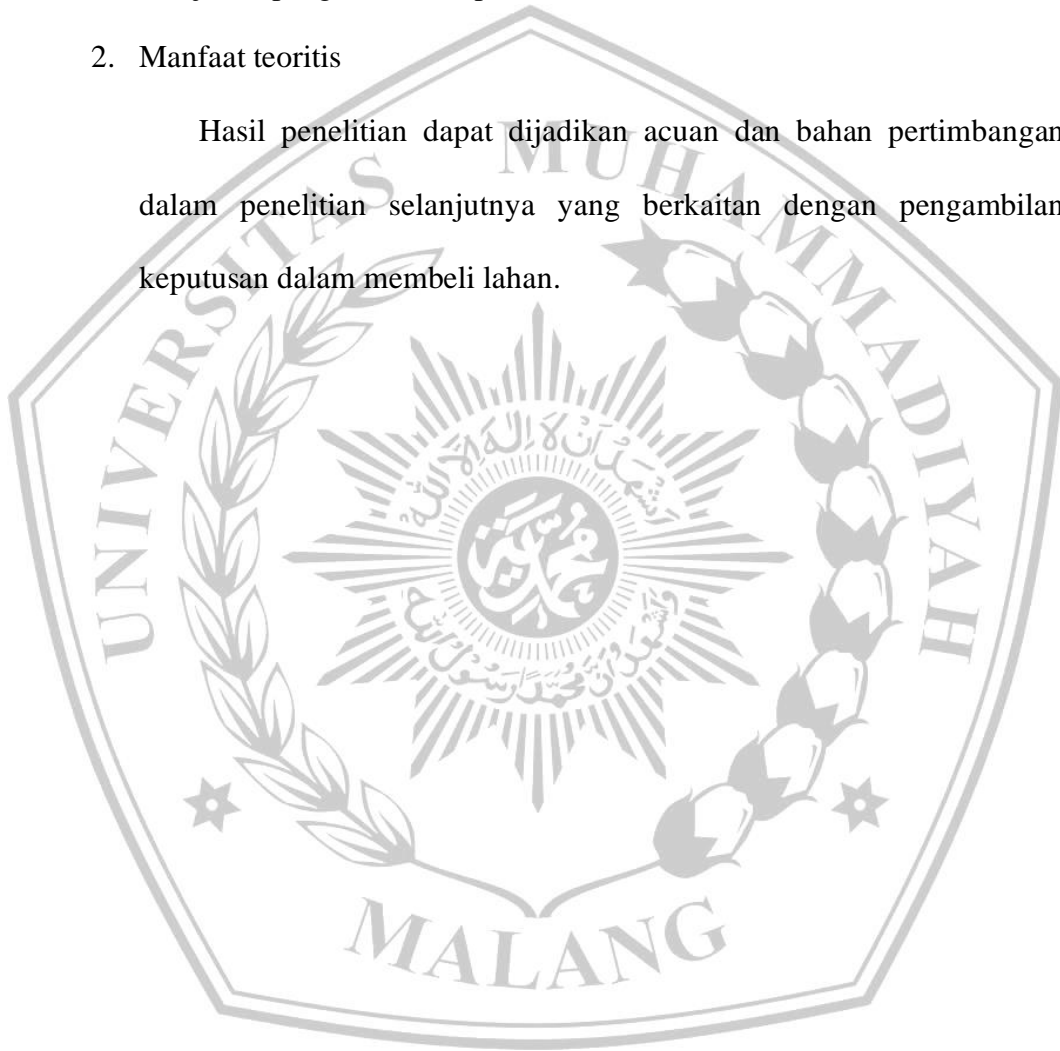 2. Manfaat teoritis
Hasil penelitian dapat dijadikan acuan dan bahan pertimbangan
dalam penelitian selanjutnya yang berkaitan dengan pengambilan
keputusan dalam membeli lahan.
UNIVERSITAS MUHAMMADIYAH
MALANG